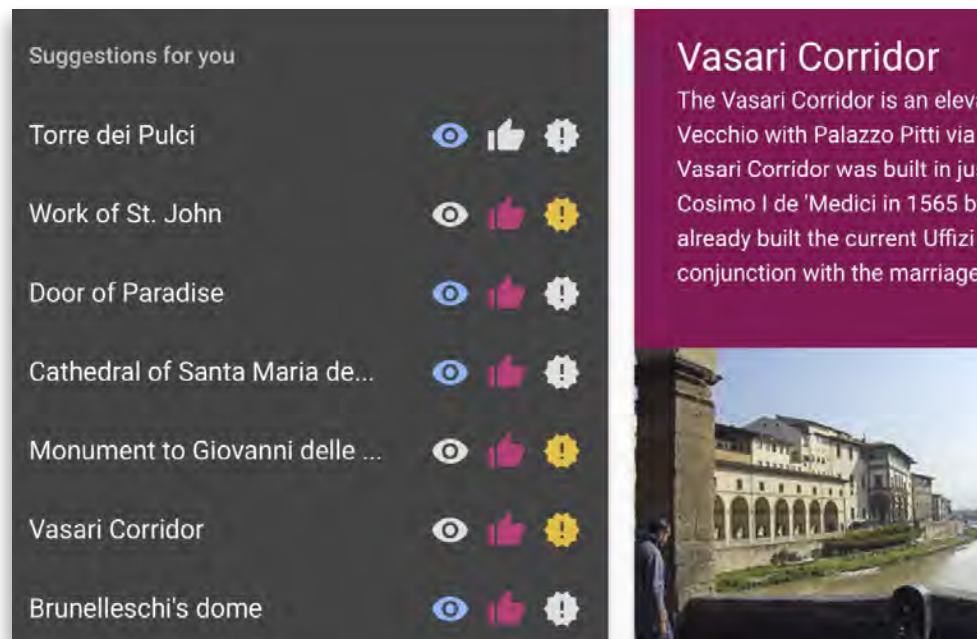 Suggestions for you
Torre dei Pulci
Work of St. John
Door of Paradise
Cathedral of Santa Maria de...
Monument to Giovanni delle ...
Vasari Corridor
Brunelleschi's dome
Vasari Corridor
The Vasari Corridor is an
Vecchio with Palazzo Pitti via
Vasari Corridor was built in
Cosimo I de 'Medici in 1565
already built the current Uffizi
conjunction with the marriage